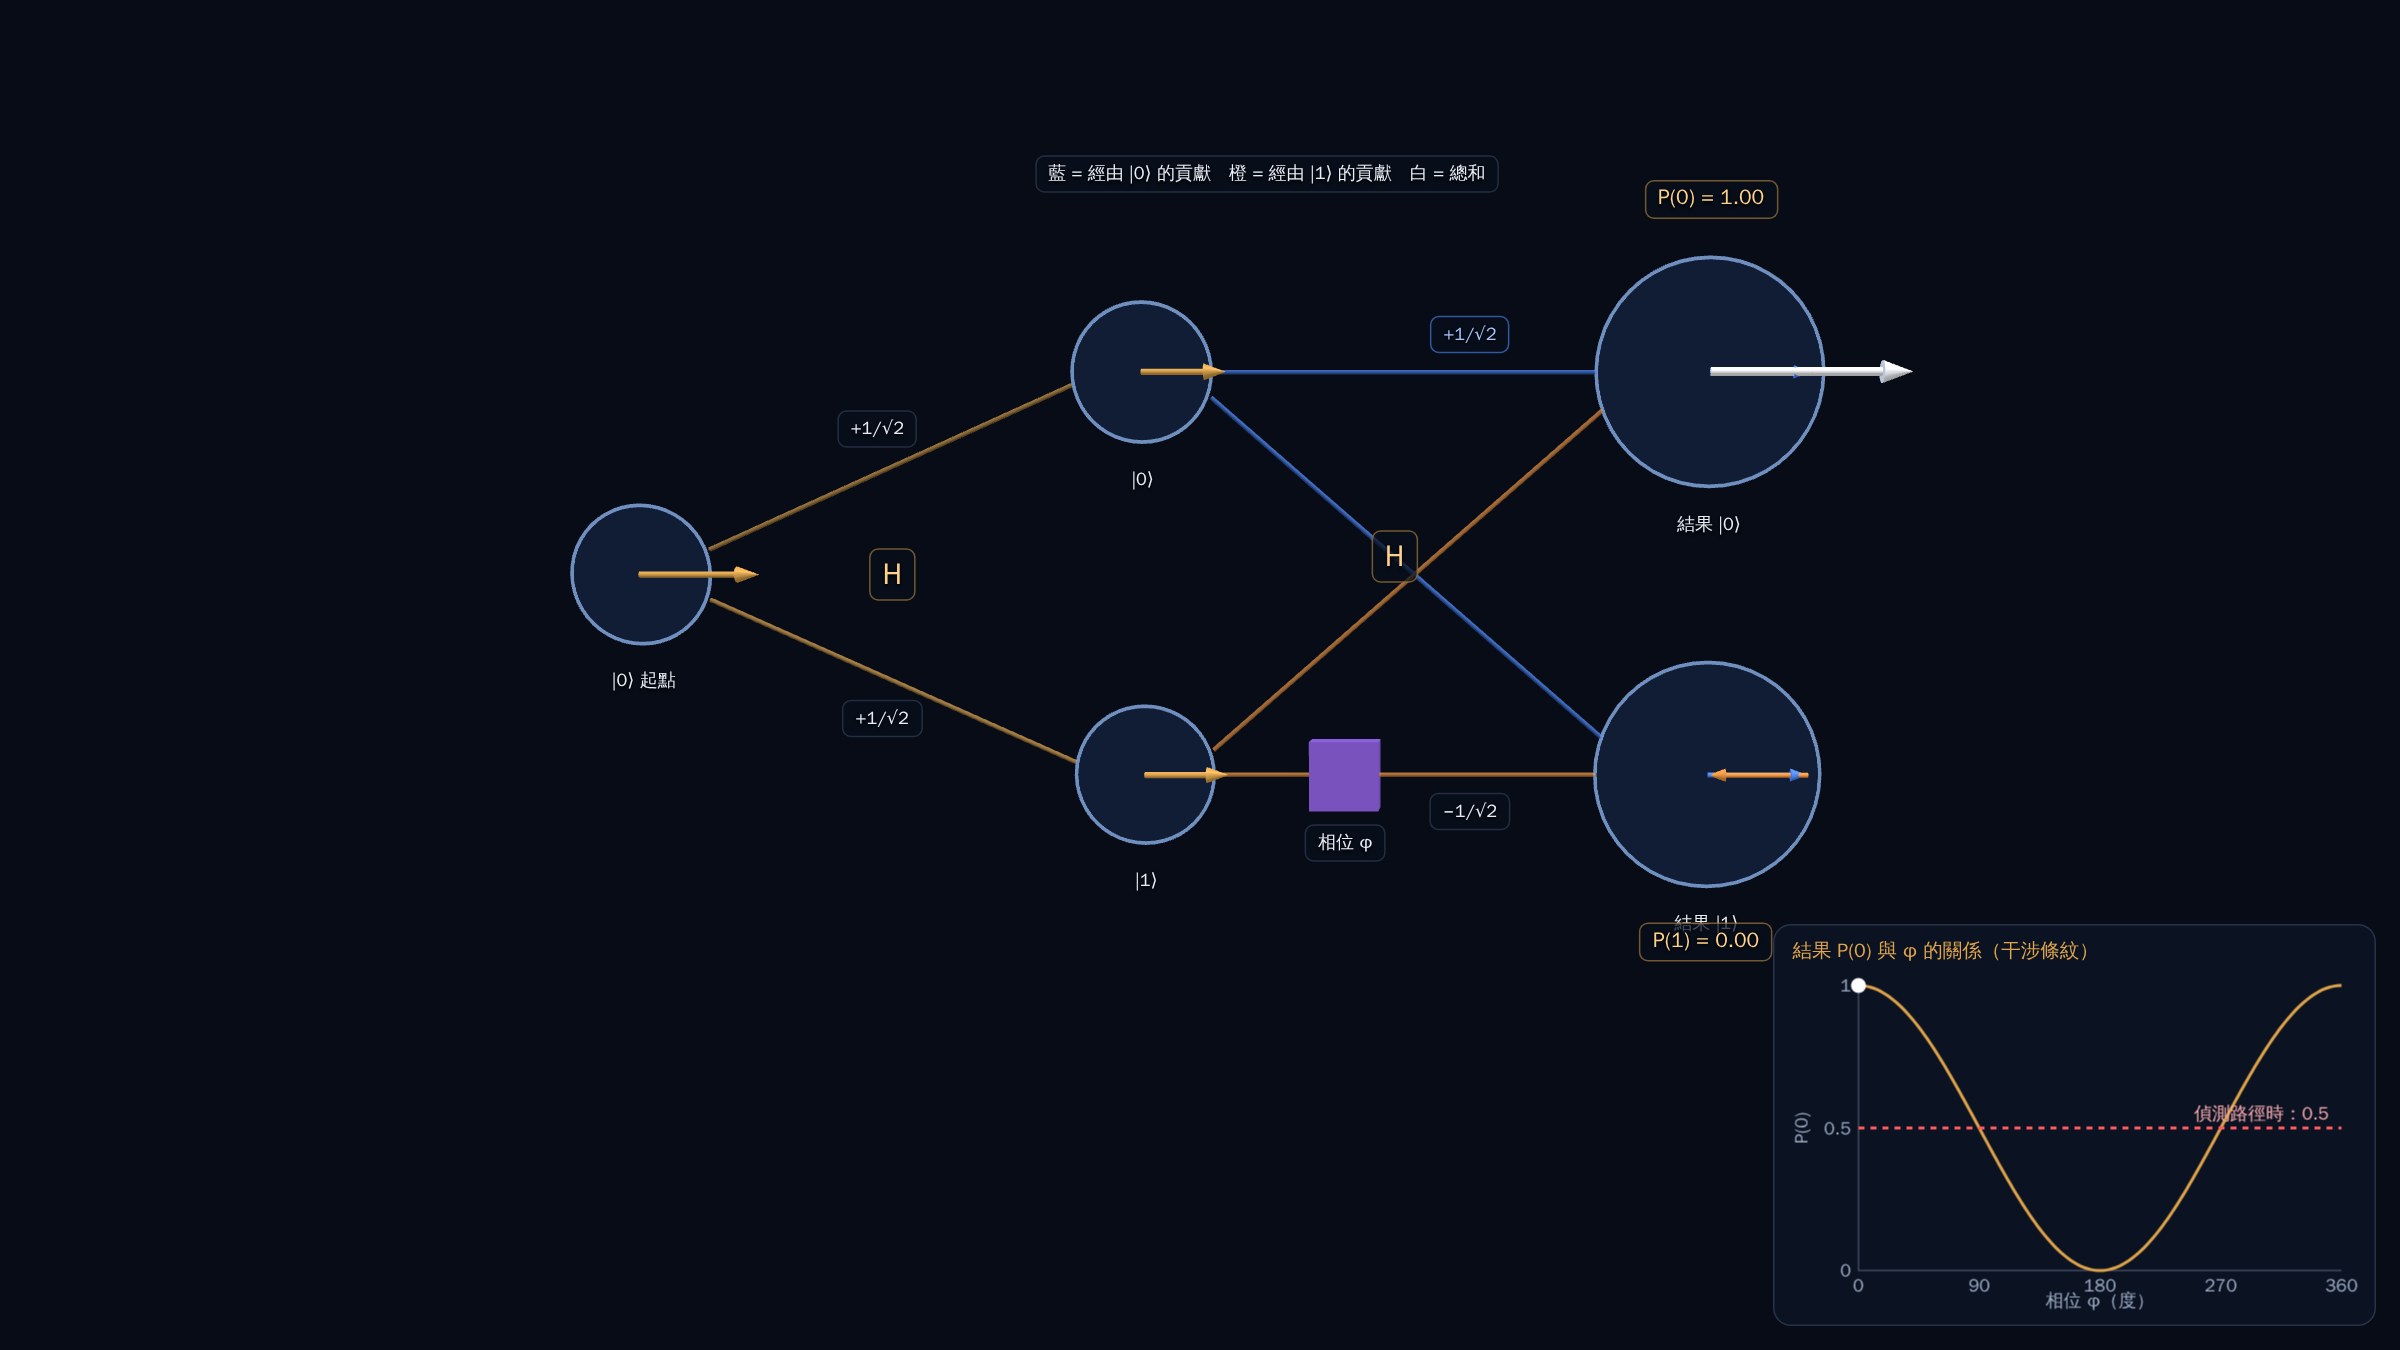 藍 = 經由 |0⟩ 的貢獻　橙 = 經由 |1⟩ 的貢獻　白 = 總和
P(0) = 1.00
+1/√2
+1/√2
|0⟩
H
H
結果 |0⟩
|0⟩ 起點
+1/√2
−1/√2
相位 φ
|1⟩
結果 |1⟩
P(1) = 0.00
結果 P(0) 與 φ 的關係（干涉條紋）
1
偵測路徑時：0.5
P(0)
0.5
0
0 90 180 270 360
相位 φ（度）